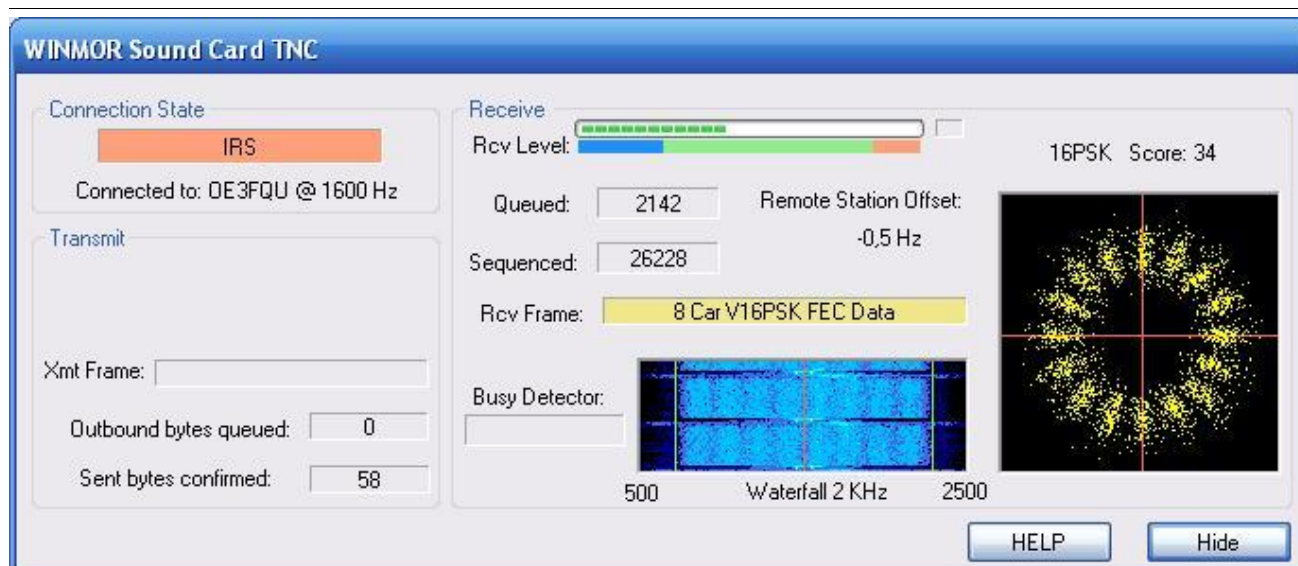 WINMOR Sound Card TNC
Connection State
IRS
Connected to: OE3FQU @ 1600 Hz
Transmit
Xmt Frame:
Outbound bytes queued: 0
Sent bytes confirmed: 58
Receive
Rcv Level:
Queued: 2142
Sequenced: 26228
Remote Station Offset:
-0,5 Hz
Rcv Frame: 8 Car V16PSK FEC Data
Busy Detector:
500 Waterfall 2 KHz 2500
16PSK Score: 34
HELP Hide